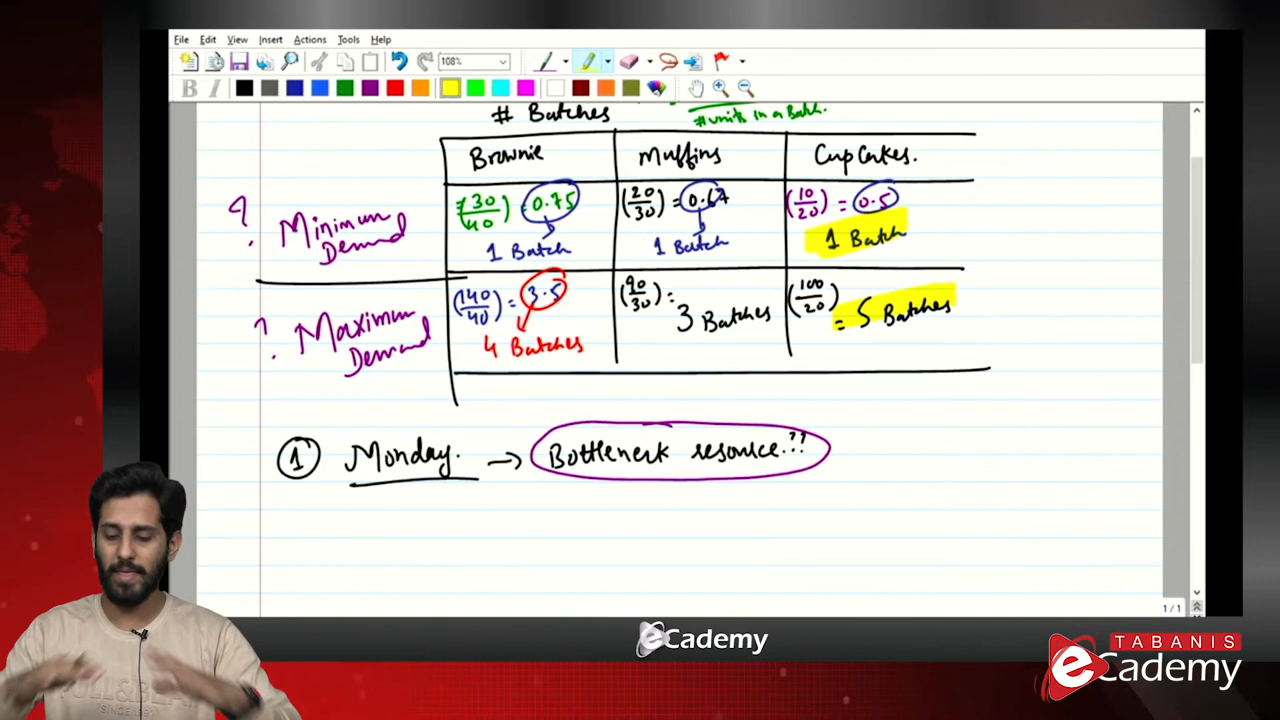 File Edit View Insert Actions Tools Help
108%
B I
# Batches
# units in a Batch.
Brownie Muffins CupCakes.
? Minimum Demand
(30/40) = 0.75
1 Batch
(20/30) = 0.67
1 Batch
(10/20) = 0.5
1 Batch
? Maximum Demand
(140/40) = 3.5
4 Batches
(90/30) =
3 Batches
(100/20)
= 5 Batches
1 Monday. → Bottleneck resource??
1/1
eCademy
TABANIS
eCademy